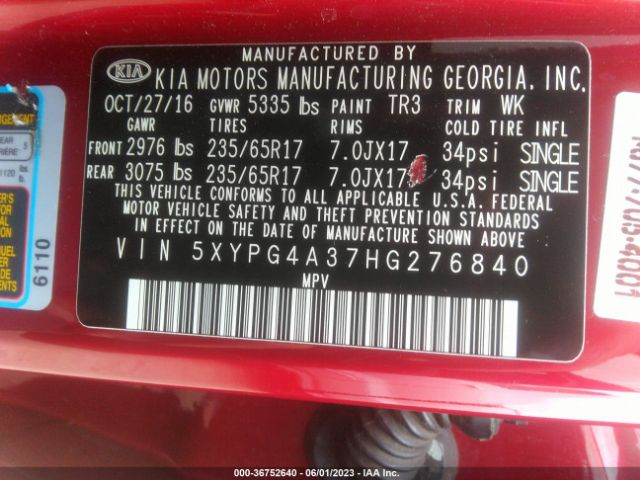 MANUFACTURED BY
KIA KIA MOTORS MANUFACTURING GEORGIA, INC.
OCT/27/16 GVWR 5335 lbs PAINT TR3 TRIM WK
GAWR TIRES RIMS COLD TIRE INFL
FRONT 2976 lbs 235/65R17 7.0JX17 34psi SINGLE
REAR 3075 lbs 235/65R17 7.0JX17 34psi SINGLE
THIS VEHICLE CONFORMS TO ALL APPLICABLE U.S.A. FEDERAL
MOTOR VEHICLE SAFETY AND THEFT PREVENTION STANDARDS
IN EFFECT ON THE DATE OF MANUFACTURE SHOWN ABOVE.
VIN 5XYPG4A37HG276840
MPV
6110
000-36752640 - 06/01/2023 - IAA Inc.